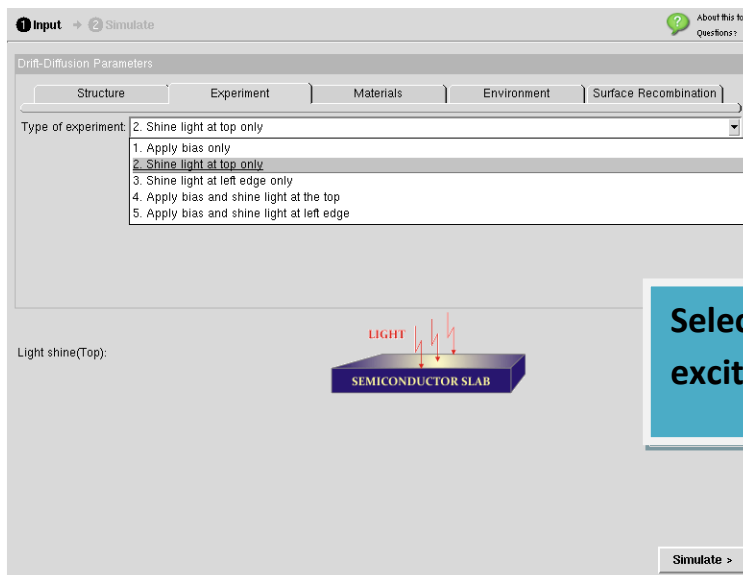 1 Input → 2 Simulate
About this to
Questions?
Drift-Diffusion Parameters
Structure Experiment Materials Environment Surface Recombination
Type of experiment: 2. Shine light at top only
1. Apply bias only
2. Shine light at top only
3. Shine light at left edge only
4. Apply bias and shine light at the top
5. Apply bias and shine light at left edge
Selec
excit
Light shine(Top):
LIGHT
SEMICONDUCTOR SLAB
Simulate >